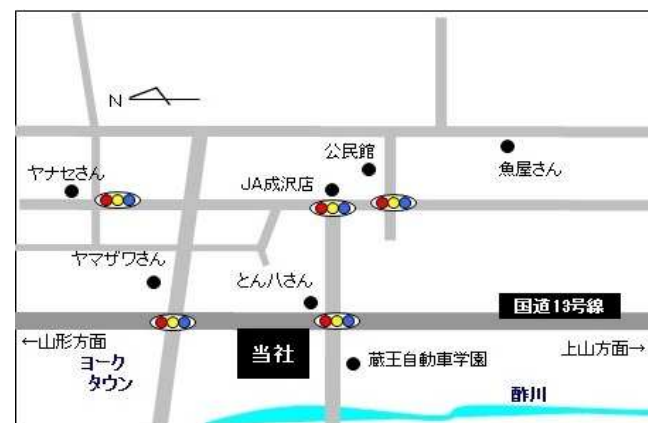 N
公民館
魚屋さん
ヤナセさん
JA成沢店
ヤマザワさん
とん八さん
国道13号線
←山形方面
ヨーク
タウン
当社
蔵王自動車学園
上山方面→
酢川